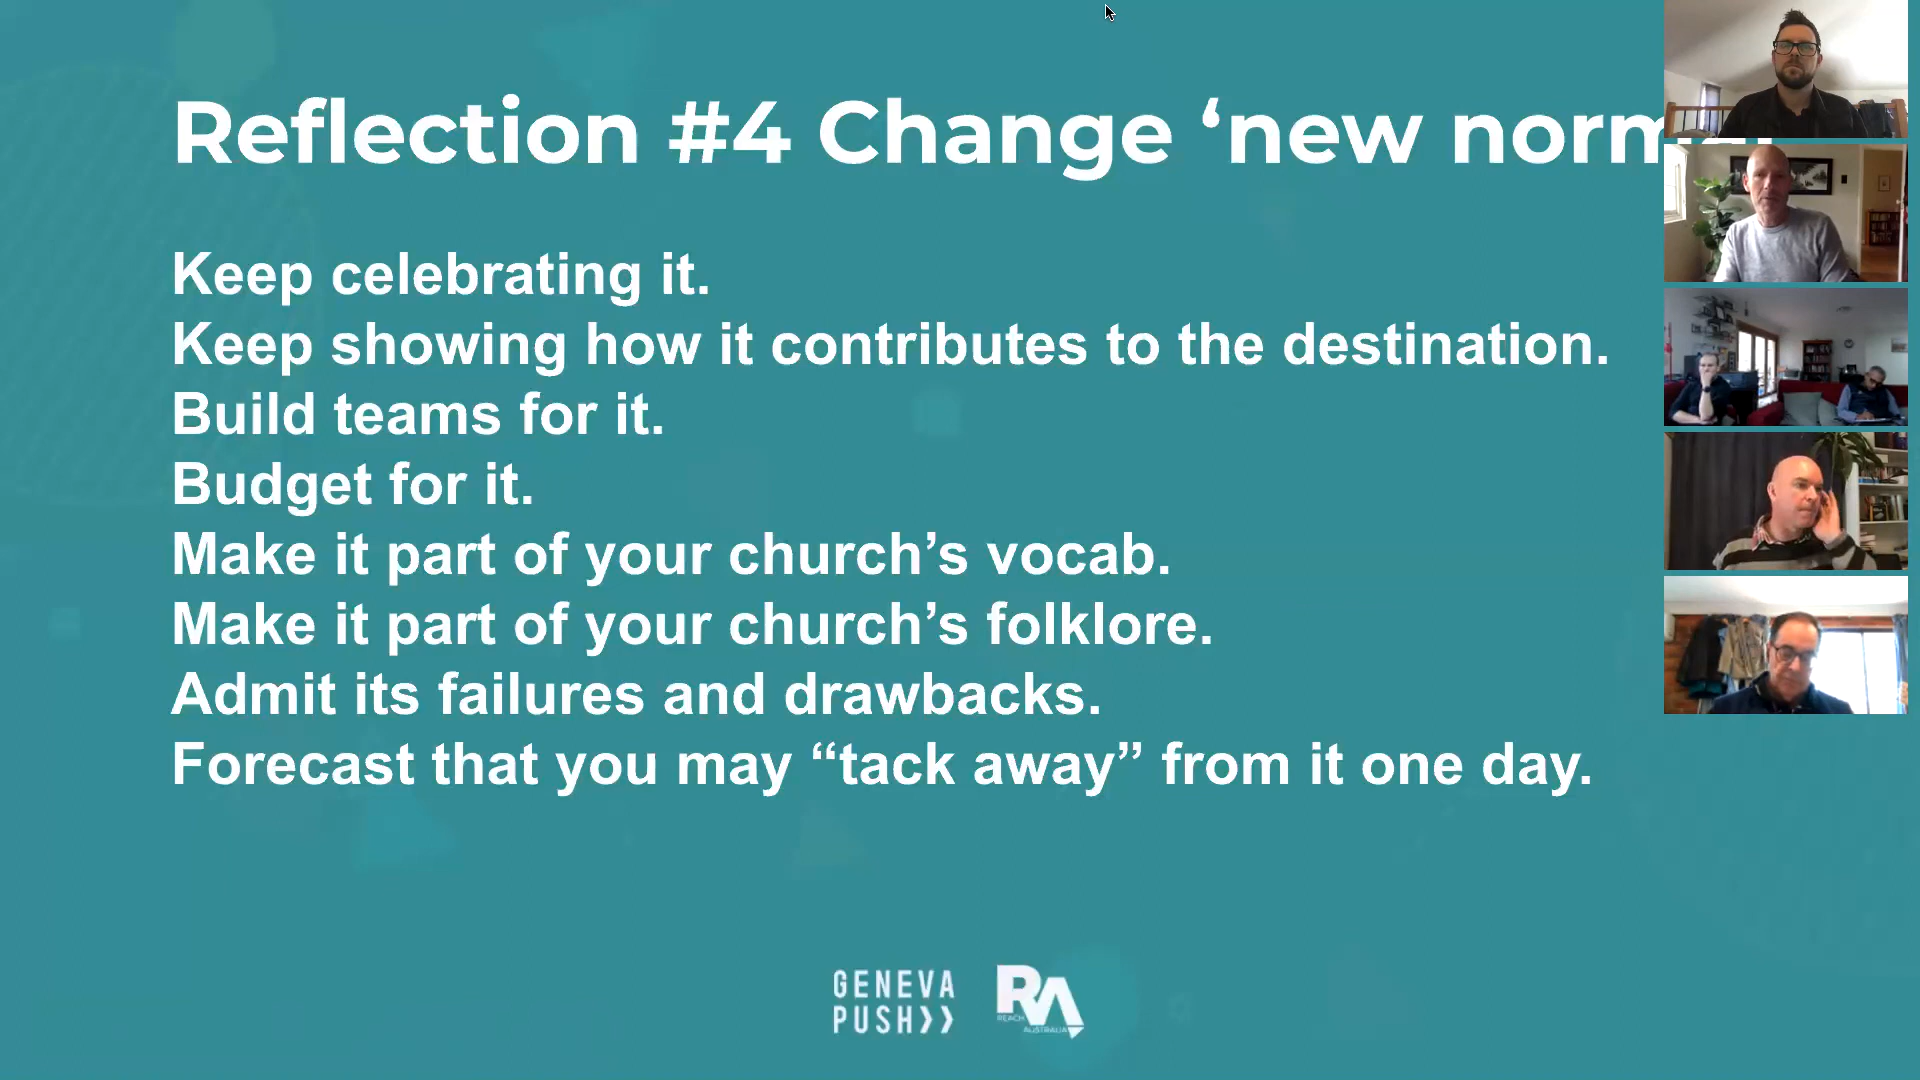 Reflection #4 Change ‘new norm
Keep celebrating it.
Keep showing how it contributes to the destination.
Build teams for it.
Budget for it.
Make it part of your church’s vocab.
Make it part of your church’s folklore.
Admit its failures and drawbacks.
Forecast that you may “tack away” from it one day.
GENEVA
PUSH
RA
REACH
AUSTRALIA